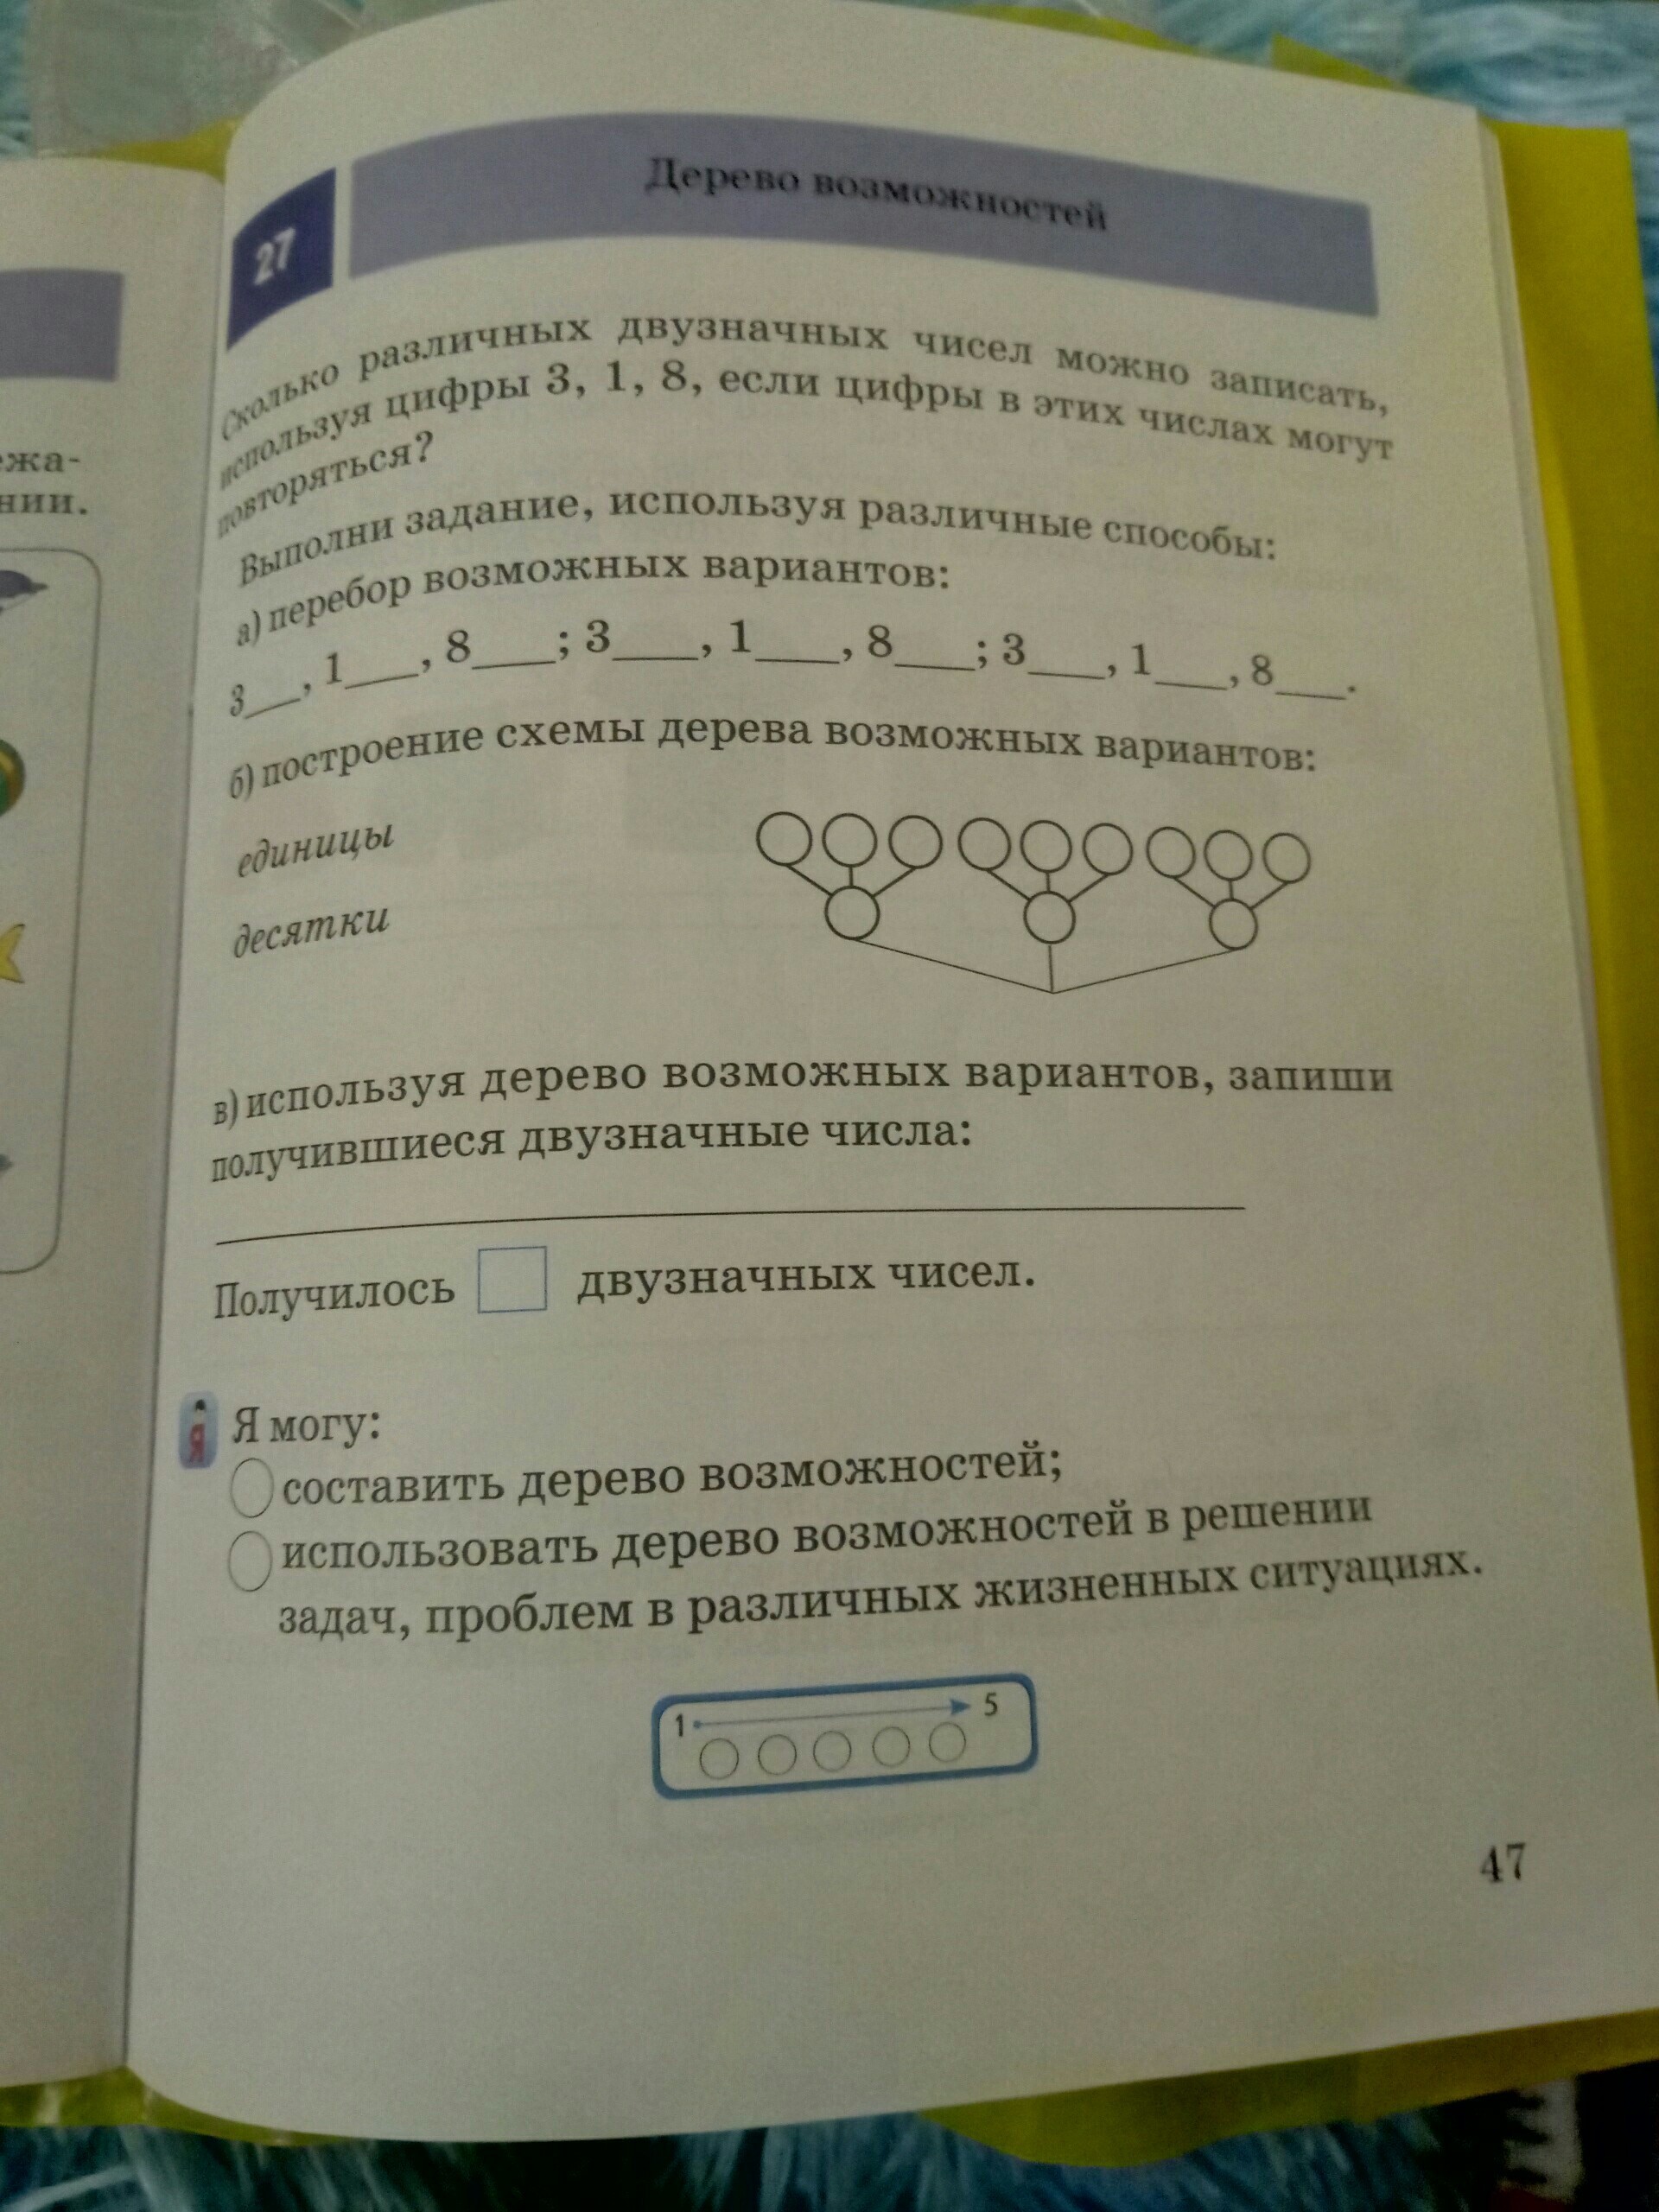 ежа-
нии.
27
Дерево возможностей
Сколько различных двузначных чисел можно записать,
используя цифры 3, 1, 8, если цифры в этих числах могут
повторяться?
Выполни задание, используя различные способы:
а) перебор возможных вариантов:
3___, 1___, 8___; 3___, 1___, 8___; 3___, 1___, 8___.
б) построение схемы дерева возможных вариантов:
единицы
десятки
в) используя дерево возможных вариантов, запиши
получившиеся двузначные числа:
Получилось двузначных чисел.
Я
Я могу:
составить дерево возможностей;
использовать дерево возможностей в решении
задач, проблем в различных жизненных ситуациях.
1 5
47